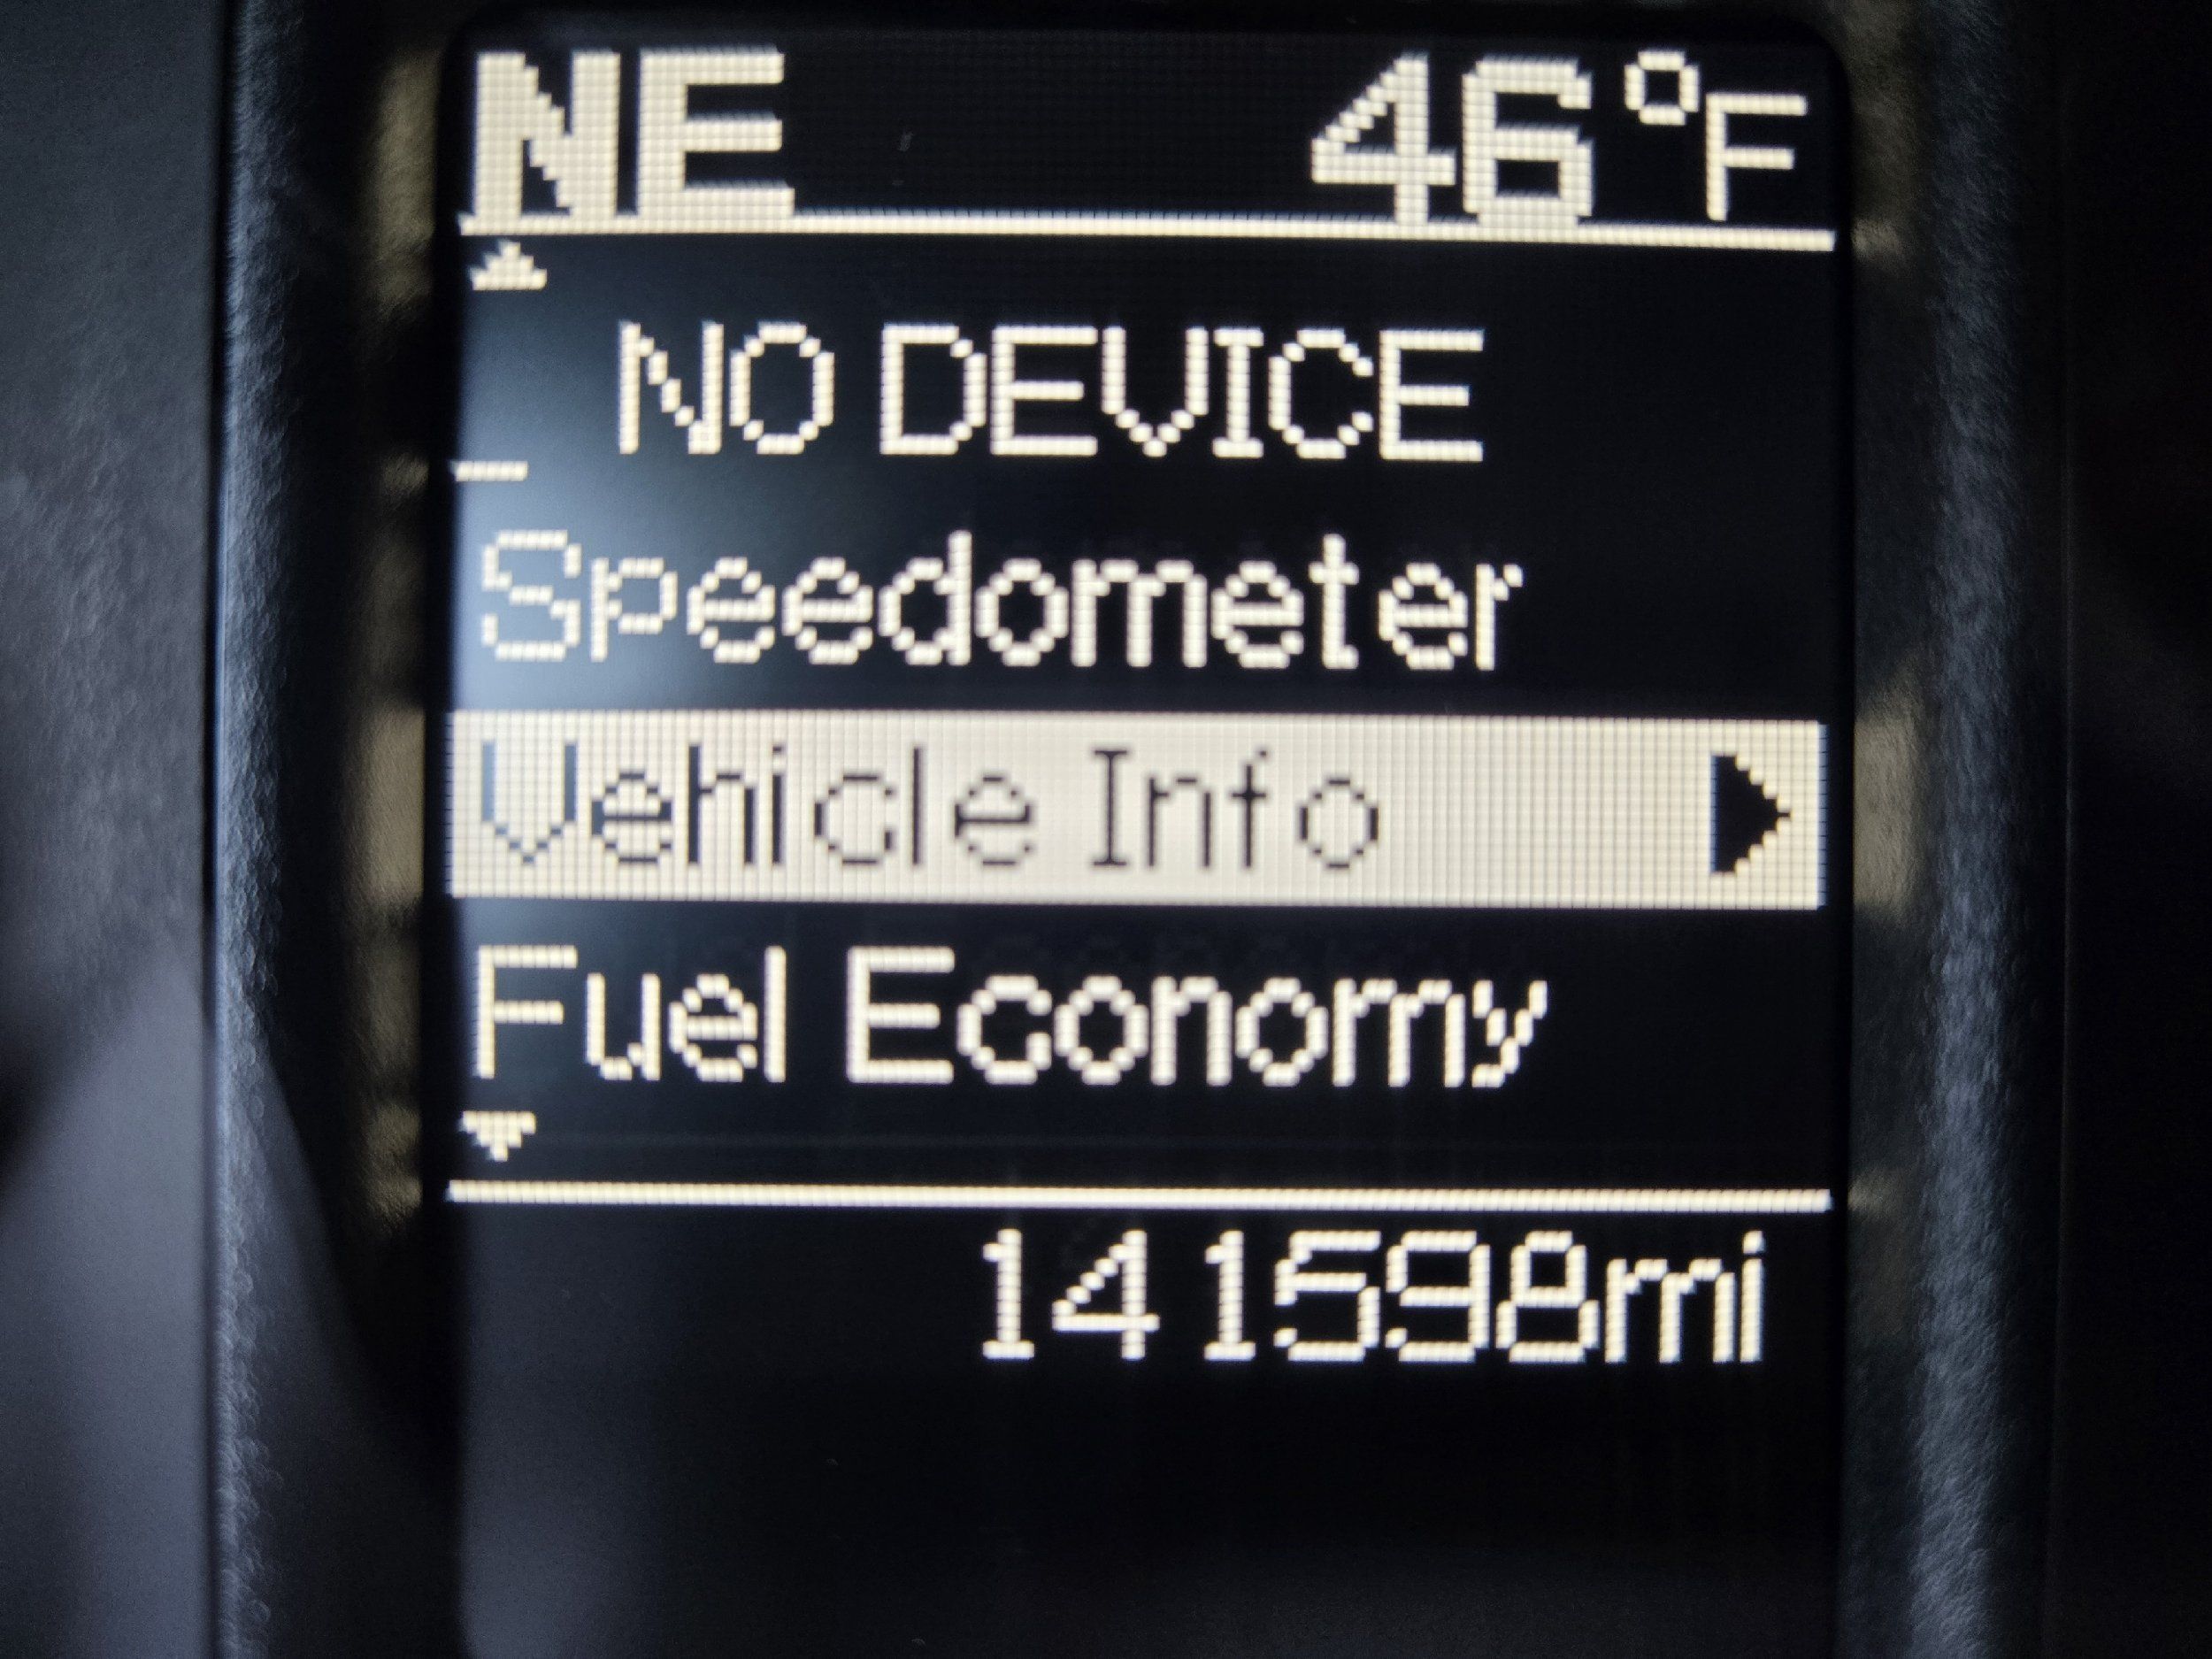 NE 46°F
NO DEVICE
Speedometer
Vehicle Info
Fuel Economy
141598mi